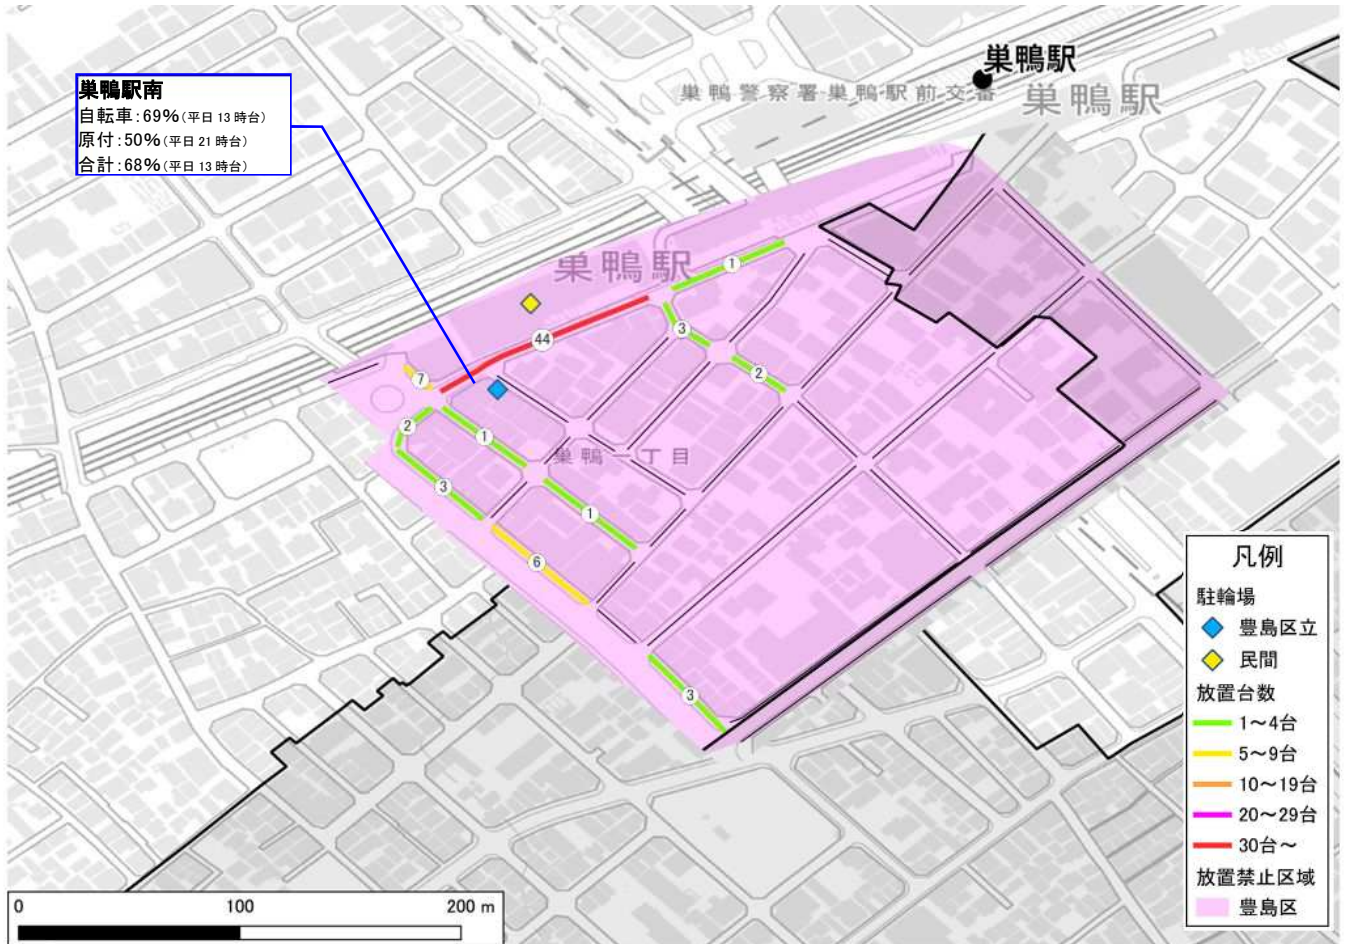 巣鴨駅
巣鴨警察署巣鴨駅前交番
巣鴨駅
巣鴨駅南
自転車:69%(平日 13 時台)
原付:50%(平日 21 時台)
合計:68%(平日 13 時台)
巣鴨駅
1
3
44
2
7
2
1
巣鴨一丁目
3
1
6
3
凡例
駐輪場
豊島区立
民間
放置台数
1～4台
5～9台
10～19台
20～29台
30台～
放置禁止区域
豊島区
0 100 200 m